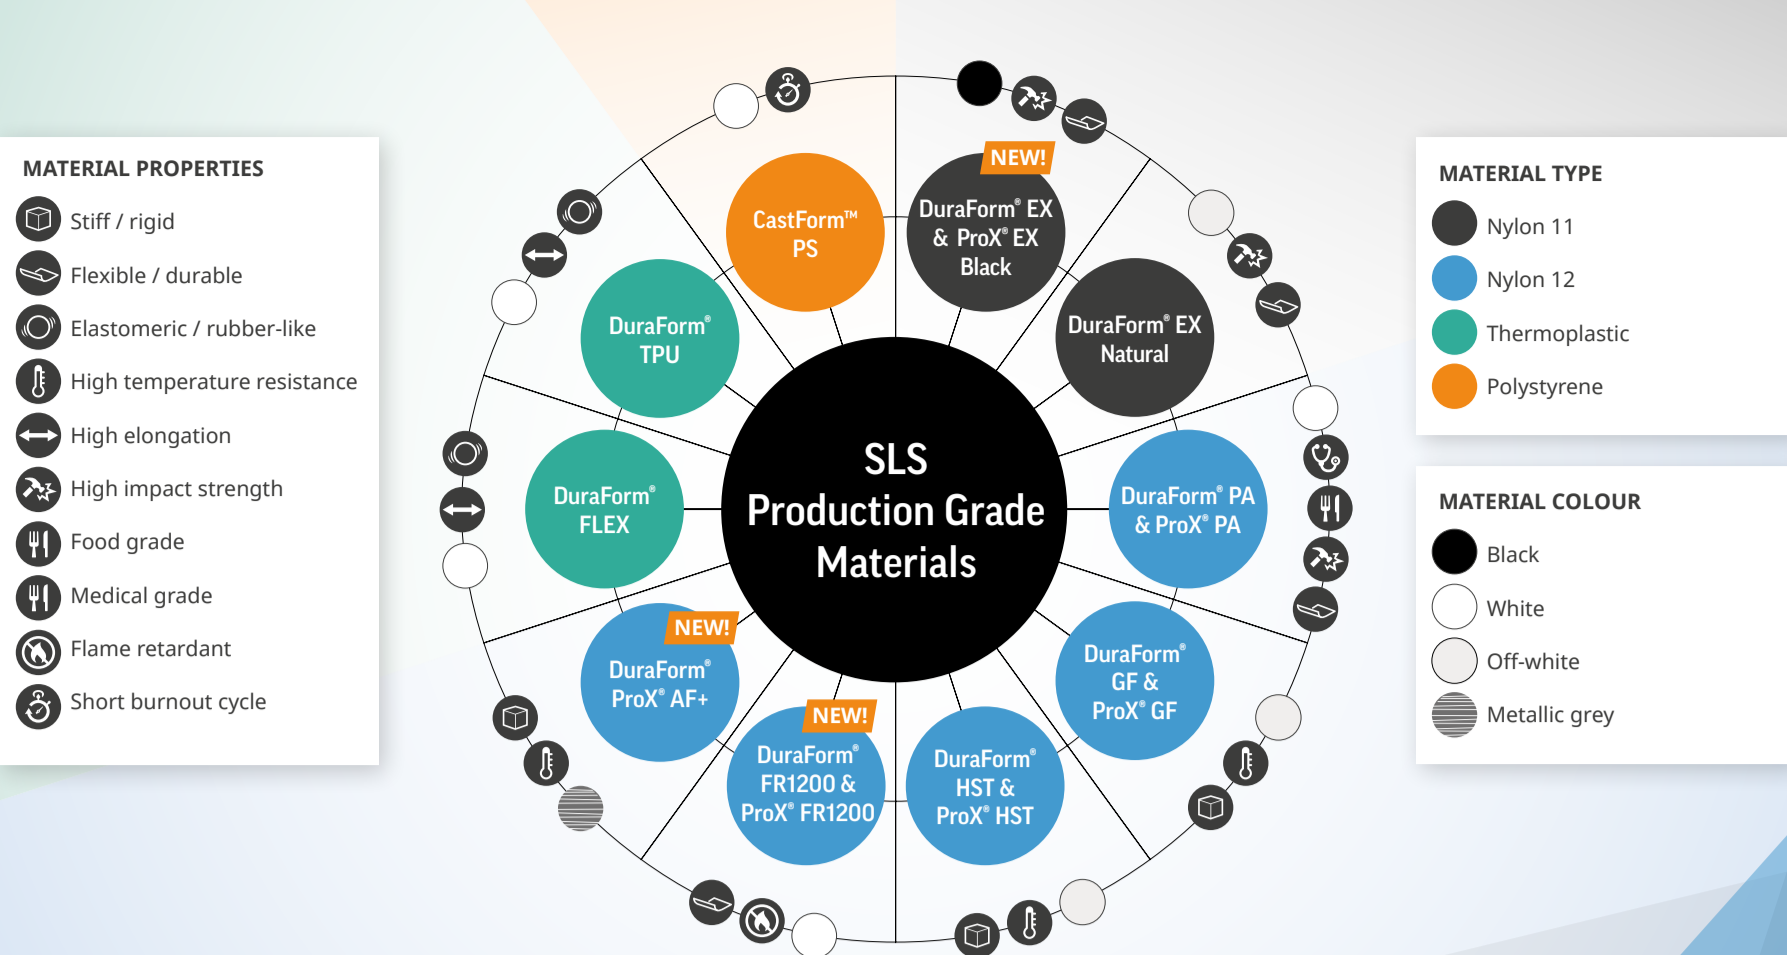 MATERIAL PROPERTIES
Stiff / rigid
Flexible / durable
Elastomeric / rubber-like
High temperature resistance
High elongation
High impact strength
Food grade
Medical grade
Flame retardant
Short burnout cycle
CastForm™
PS
NEW!
DuraForm® EX
& ProX® EX
Black
DuraForm® EX
Natural
DuraForm® PA
& ProX® PA
DuraForm®
GF &
ProX® GF
DuraForm®
HST &
ProX® HST
NEW!
DuraForm®
FR1200 &
ProX® FR1200
NEW!
DuraForm®
ProX® AF+
DuraForm®
FLEX
DuraForm®
TPU
SLS
Production Grade
Materials
MATERIAL TYPE
Nylon 11
Nylon 12
Thermoplastic
Polystyrene
MATERIAL COLOUR
Black
White
Off-white
Metallic grey